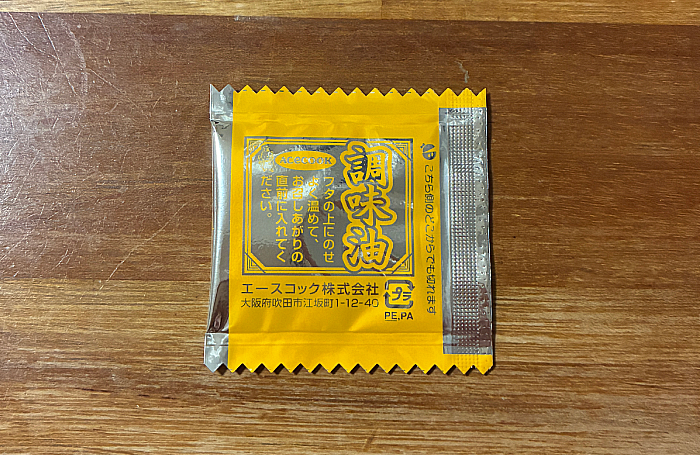 ACECOOK
調味油
フタの上にのせ
よく温めて、
お召しあがりの
直前に入れてく
ださい。
エースコック株式会社
大阪府吹田市江坂町1-12-40
プラ
PE,PA
こちら側のどこからでも切れます